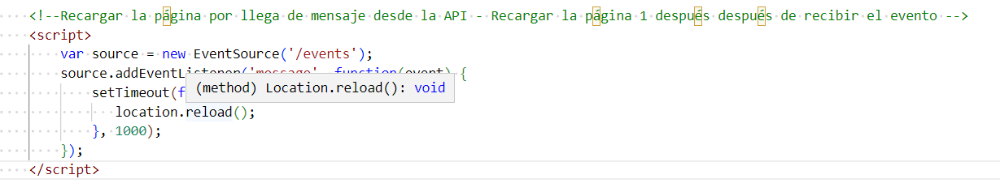 <!--Recargar la página por llega de mensaje desde la API - Recargar la página 1 después después de recibir el evento -->
<script>
var source = new EventSource('/events');
source.addEventListener('message', function(event) {
setTimeout(f
(method) Location.reload(): void
location.reload();
}, 1000);
});
</script>